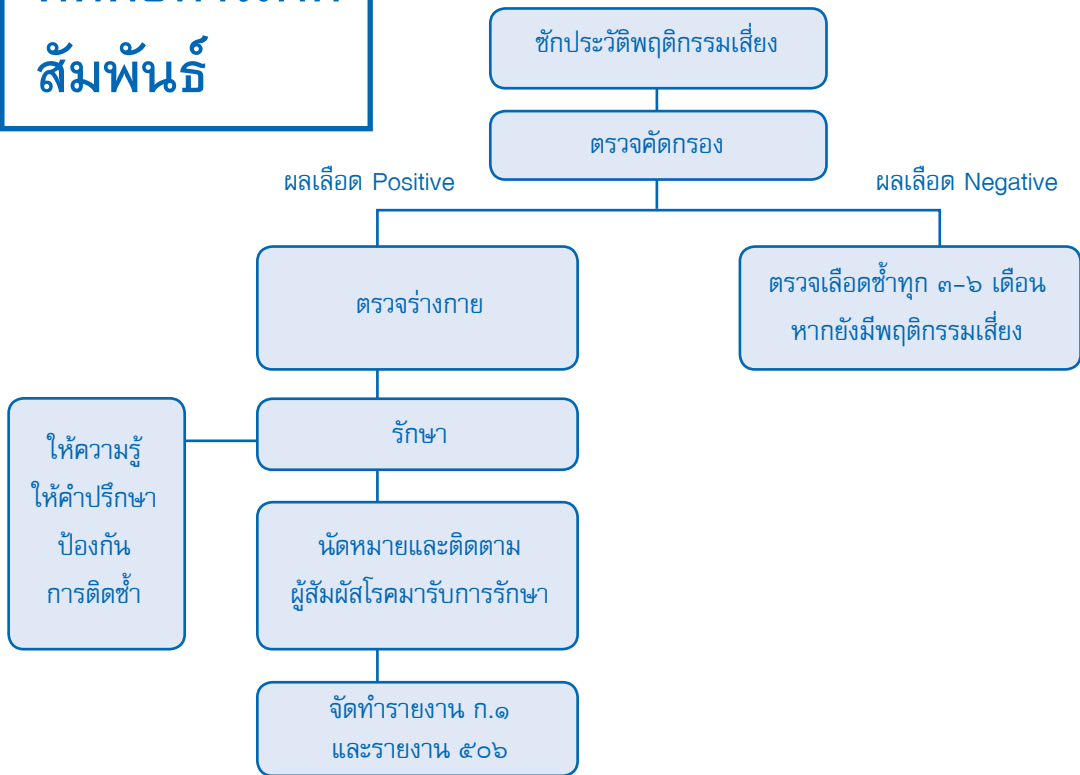 สัมพันธ์
ซักประวัติพฤติกรรมเสี่ยง
ตรวจคัดกรอง
ผลเลือด Positive
ผลเลือด Negative
ตรวจร่างกาย
ตรวจเลือดซ้ำทุก ๓-๖ เดือน
หากยังมีพฤติกรรมเสี่ยง
รักษา
ให้ความรู้
ให้คำปรึกษา
ป้องกัน
การติดซ้ำ
นัดหมายและติดตาม
ผู้สัมผัสโรคมารับการรักษา
จัดทำรายงาน ก.๑
และรายงาน ๕๐๖